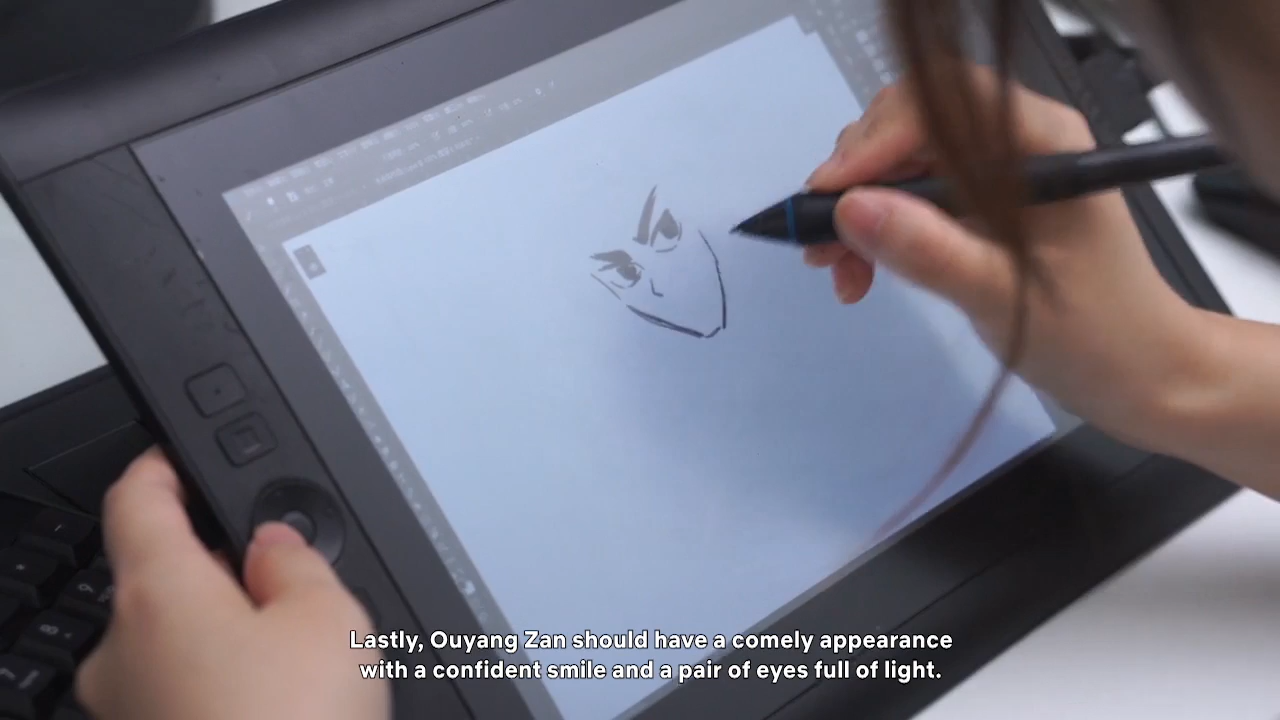 Lastly, Ouyang Zan should have a comely appearance
with a confident smile and a pair of eyes full of light.